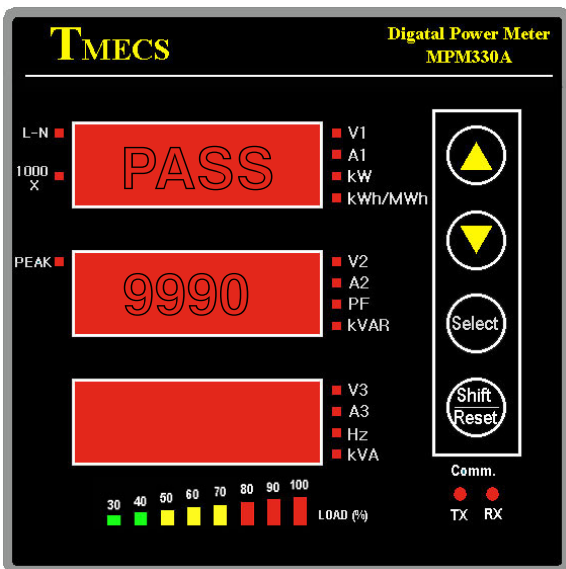 TMECS
Digatal Power Meter
MPM330A
L-N
1000
X
PASS
V1
A1
kW
kWh/MWh
PEAK
9990
V2
A2
PF
kVAR
V3
A3
Hz
kVA
Select
Shift
Reset
Comm.
TX RX
30 40 50 60 70 80 90 100
LOAD (%)